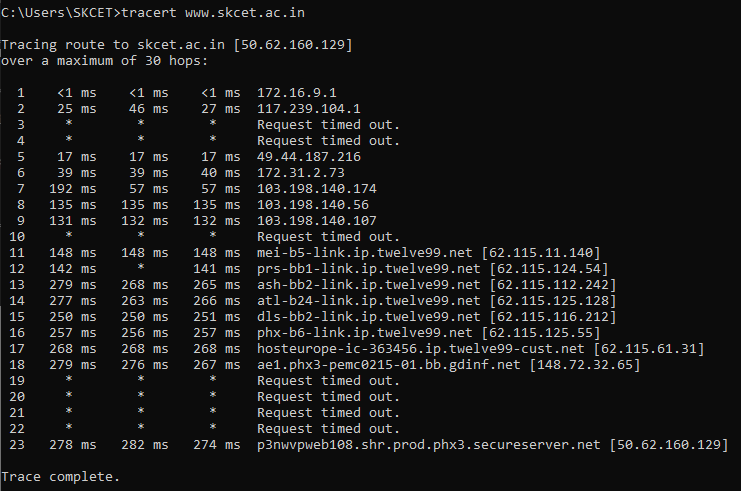 C:\Users\SKCET>tracert www.skcet.ac.in
Tracing route to skcet.ac.in [50.62.160.129]
over a maximum of 30 hops:
1 <1 ms <1 ms <1 ms 172.16.9.1
2 25 ms 46 ms 27 ms 117.239.104.1
3 * * * Request timed out.
4 * * * Request timed out.
5 17 ms 17 ms 17 ms 49.44.187.216
6 39 ms 39 ms 40 ms 172.31.2.73
7 192 ms 57 ms 57 ms 103.198.140.174
8 135 ms 135 ms 135 ms 103.198.140.56
9 131 ms 132 ms 132 ms 103.198.140.107
10 * * * Request timed out.
11 148 ms 148 ms 148 ms mei-b5-link.ip.twelve99.net [62.115.11.140]
12 142 ms * 141 ms prs-bb1-link.ip.twelve99.net [62.115.124.54]
13 279 ms 268 ms 265 ms ash-bb2-link.ip.twelve99.net [62.115.112.242]
14 277 ms 263 ms 266 ms atl-b24-link.ip.twelve99.net [62.115.125.128]
15 250 ms 250 ms 251 ms dls-bb2-link.ip.twelve99.net [62.115.116.212]
16 257 ms 256 ms 257 ms phx-b6-link.ip.twelve99.net [62.115.125.55]
17 268 ms 268 ms 268 ms hosteurope-ic-363456.ip.twelve99-cust.net [62.115.61.31]
18 279 ms 276 ms 267 ms ae1.phx3-pemc0215-01.bb.gdinf.net [148.72.32.65]
19 * * * Request timed out.
20 * * * Request timed out.
21 * * * Request timed out.
22 * * * Request timed out.
23 278 ms 282 ms 274 ms p3nwvpweb108.shr.prod.phx3.secureserver.net [50.62.160.129]
Trace complete.